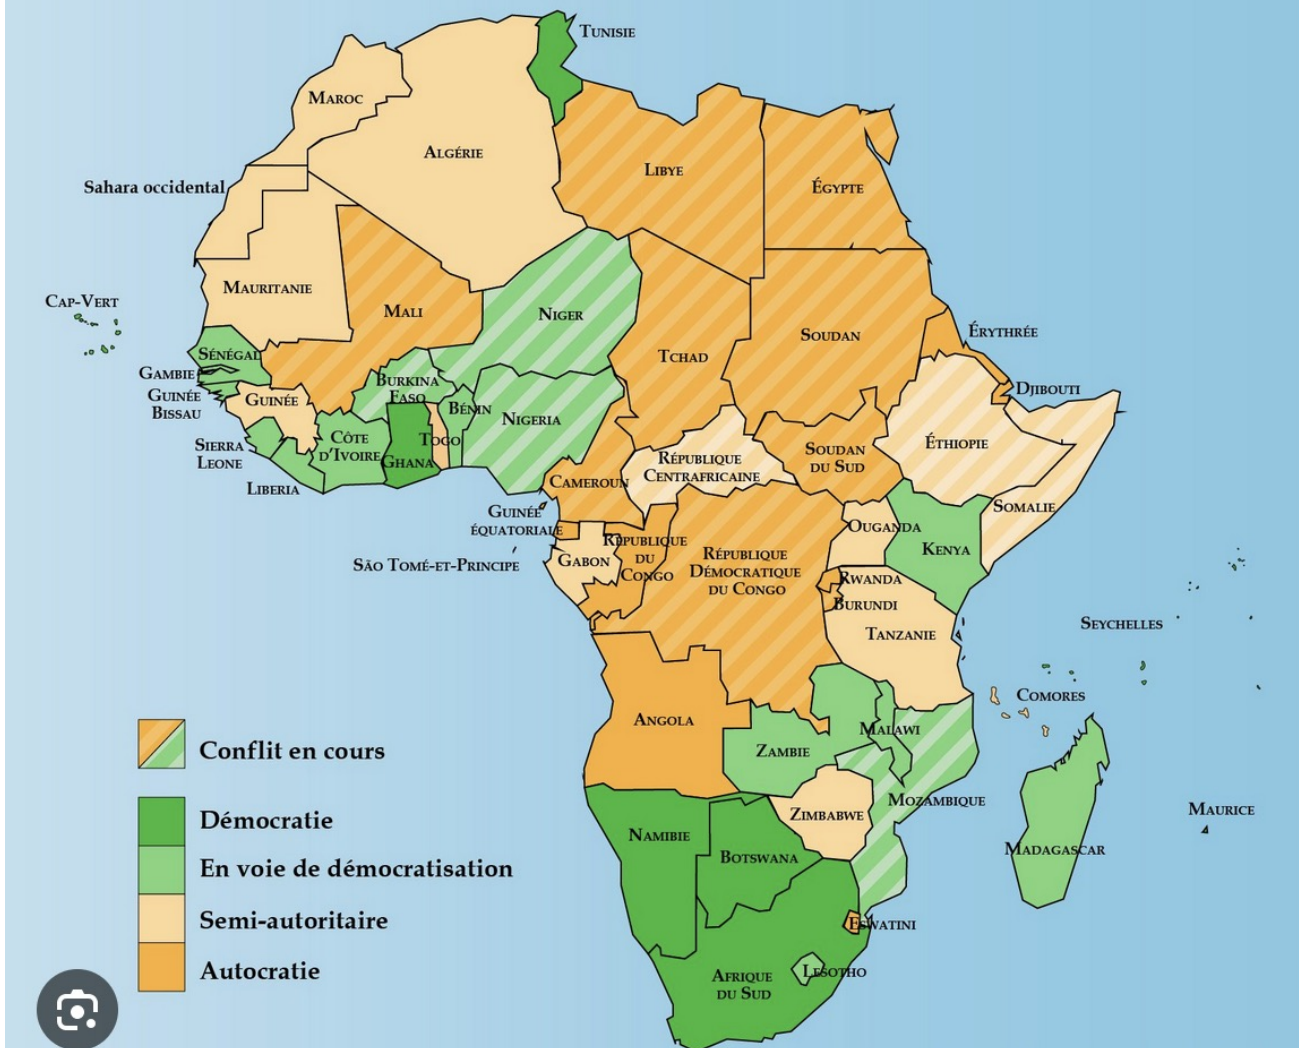 Tunisie
Maroc
Algérie
Libye
Égypte
Sahara occidental
Mauritanie
Cap-Vert
Mali
Niger
Tchad
Soudan
Érythrée
Djibouti
Sénégal
Gambie
Guinée
Bissau
Guinée
Sierra
Leone
Liberia
Côte
d'Ivoire
Burkina
Faso
Ghana
Togo
Bénin
Nigeria
Cameroun
République
Centrafricaine
Soudan
du Sud
Éthiopie
Somalie
Guinée
équatoriale
São Tomé-et-Principe
Gabon
République
du
Congo
République
Démocratique
du Congo
Ouganda
Kenya
Rwanda
Burundi
Tanzanie
Seychelles
Comores
Angola
Zambie
Malawi
Mozambique
Zimbabwe
Maurice
Madagascar
Namibie
Botswana
Eswatini
Lesotho
Afrique
du Sud
Conflit en cours
Démocratie
En voie de démocratisation
Semi-autoritaire
Autocratie